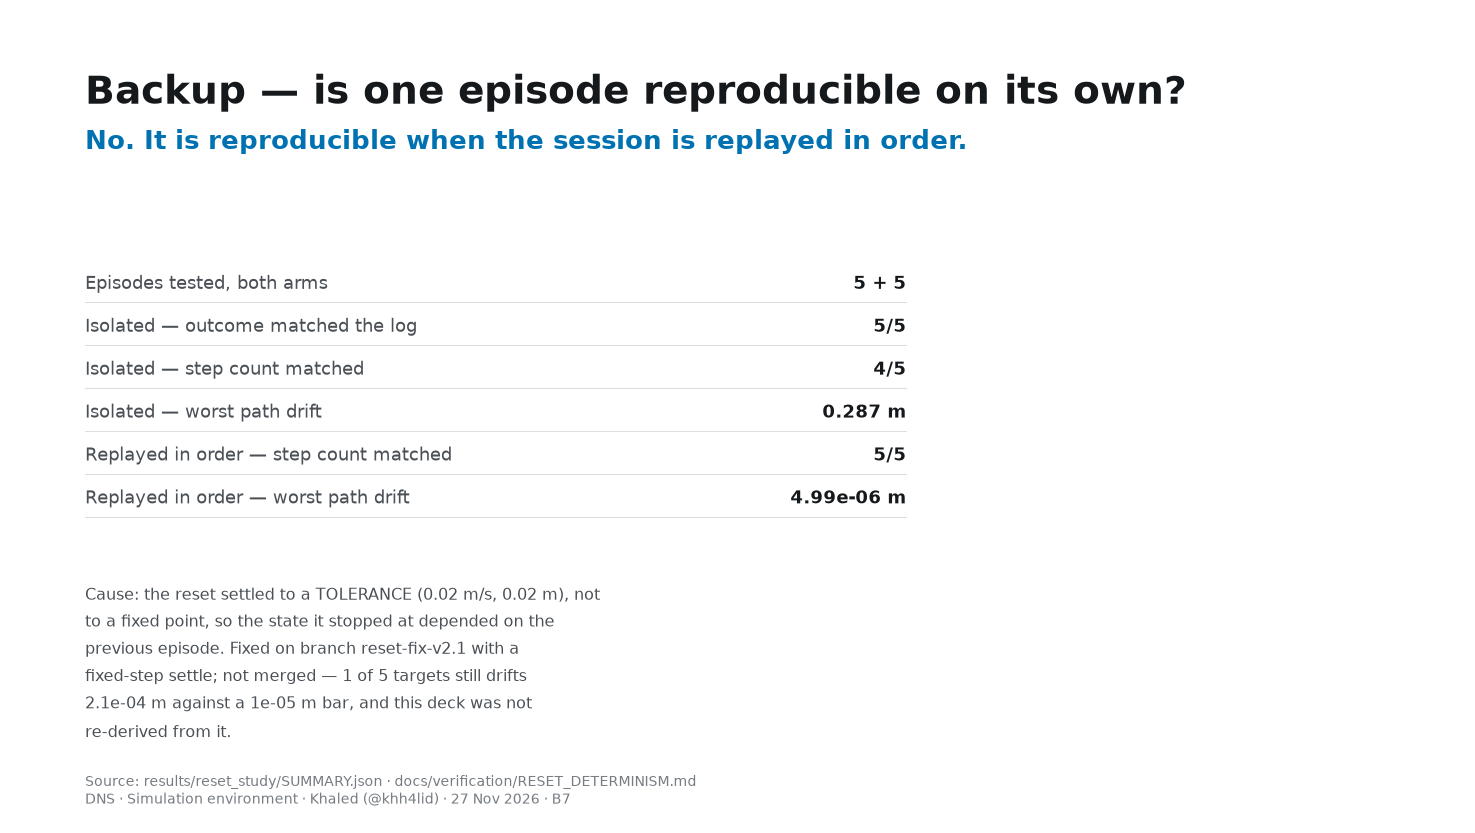 Backup — is one episode reproducible on its own?
No. It is reproducible when the session is replayed in order.
Episodes tested, both arms 5 + 5
Isolated — outcome matched the log 5/5
Isolated — step count matched 4/5
Isolated — worst path drift 0.287 m
Replayed in order — step count matched 5/5
Replayed in order — worst path drift 4.99e-06 m
Cause: the reset settled to a TOLERANCE (0.02 m/s, 0.02 m), not
to a fixed point, so the state it stopped at depended on the
previous episode. Fixed on branch reset-fix-v2.1 with a
fixed-step settle; not merged — 1 of 5 targets still drifts
2.1e-04 m against a 1e-05 m bar, and this deck was not
re-derived from it.
Source: results/reset_study/SUMMARY.json · docs/verification/RESET_DETERMINISM.md
DNS · Simulation environment · Khaled (@khh4lid) · 27 Nov 2026 · B7